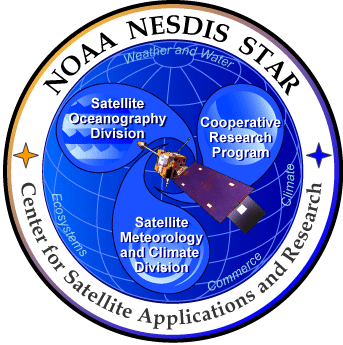 NOAA NESDIS STAR
Weather and Water
Satellite
Oceanography
Division
Cooperative
Research
Program
Climate
Ecosystems
Satellite
Meteorology
and Climate
Division
Commerce
Center for Satellite Applications and Research